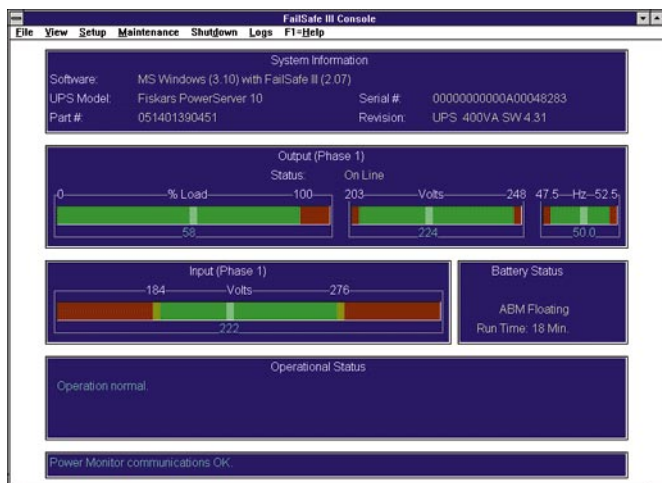 FailSafe III Console
File View Setup Maintenance Shutdown Logs F1=Help
System Information
Software: MS Windows (3.10) with FailSafe III (2.07)
UPS Model: Fiskars PowerServer 10 Serial #: 00000000000A00048283
Part #: 051401390451 Revision: UPS 400VA SW 4.31
Output (Phase 1)
Status: On Line
0 % Load 100 203 Volts 248 47.5 Hz 52.5
58 224 50.0
Input (Phase 1)
184 Volts 276
222
Battery Status
ABM Floating
Run Time: 18 Min.
Operational Status
Operation normal.
Power Monitor communications OK.